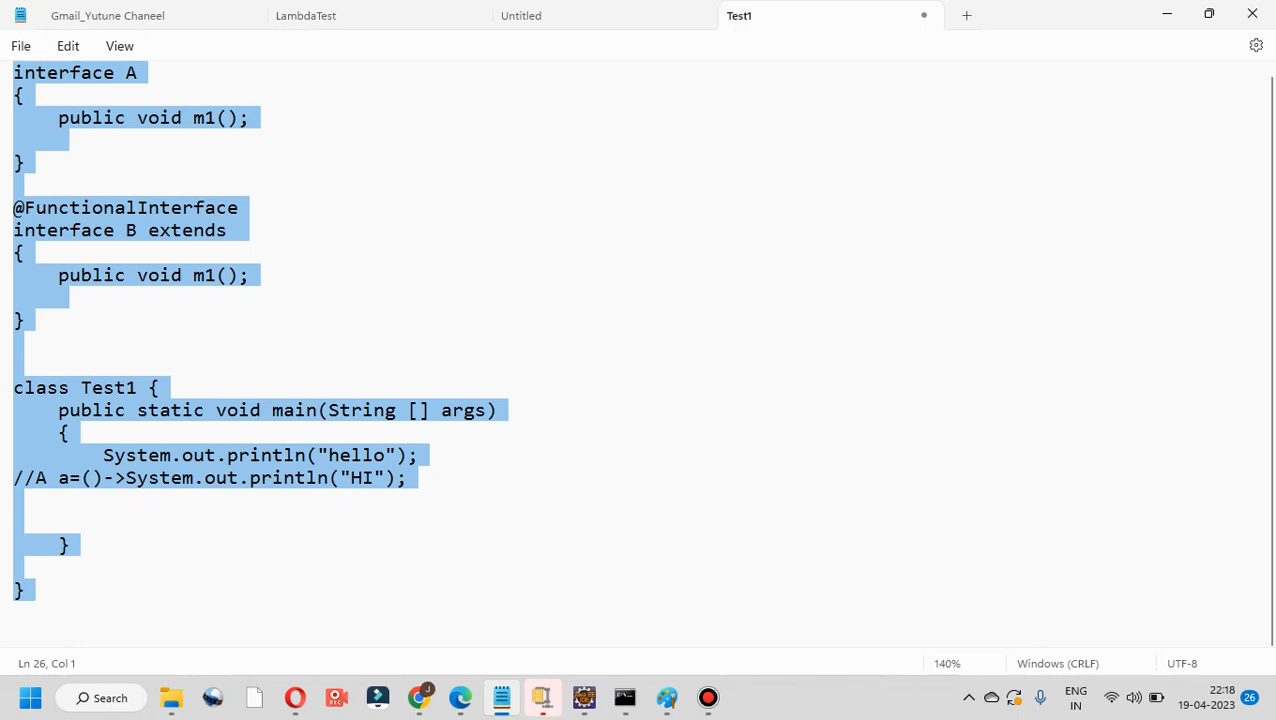 Gmail_Yutune Chaneel
LambdaTest
Untitled
Test1
File
Edit
View
interface A
{
public void m1();
}
@FunctionalInterface
interface B extends
{
public void m1();
}
class Test1 {
public static void main(String [] args)
{
System.out.println("hello");
//A a=()->System.out.println("HI");
}
}
Ln 26, Col 1
140%
Windows (CRLF)
UTF-8
Search
J
REC
ENG
IN
22:18
19-04-2023
26